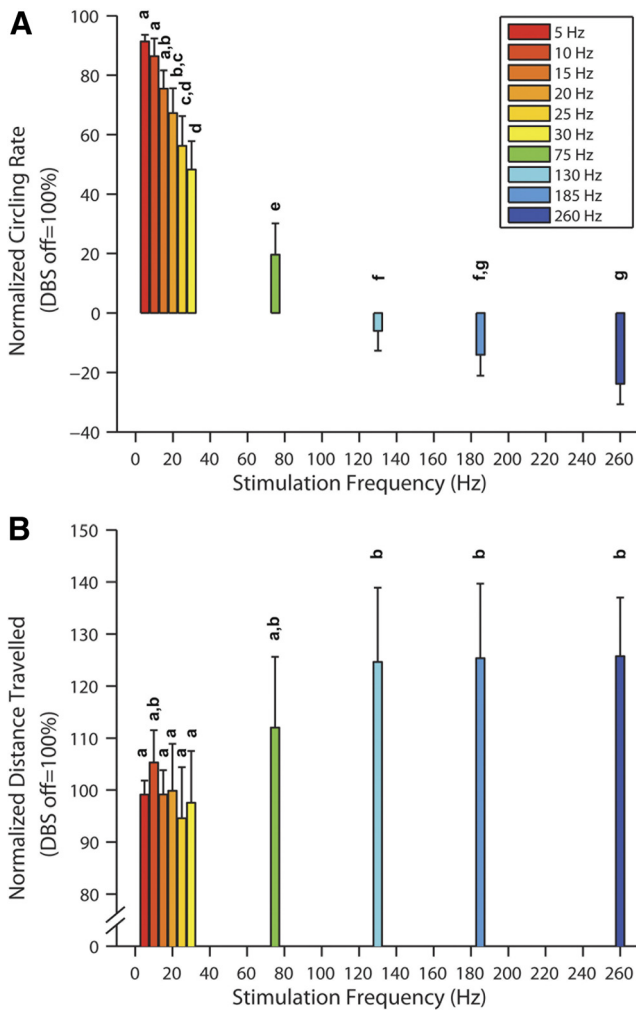 A
Normalized Circling Rate
(DBS off=100%)
100
80
60
40
20
0
−20
−40
a
a
a,b
b,c
c,d
d
e
f
f,g
g
5 Hz
10 Hz
15 Hz
20 Hz
25 Hz
30 Hz
75 Hz
130 Hz
185 Hz
260 Hz
0 20 40 60 80 100 120 140 160 180 200 220 240 260
Stimulation Frequency (Hz)
B
Normalized Distance Travelled
(DBS off=100%)
150
140
130
120
110
100
90
80
0
a
a,b
a
a
a
a
a,b
b
b
b
0 20 40 60 80 100 120 140 160 180 200 220 240 260
Stimulation Frequency (Hz)